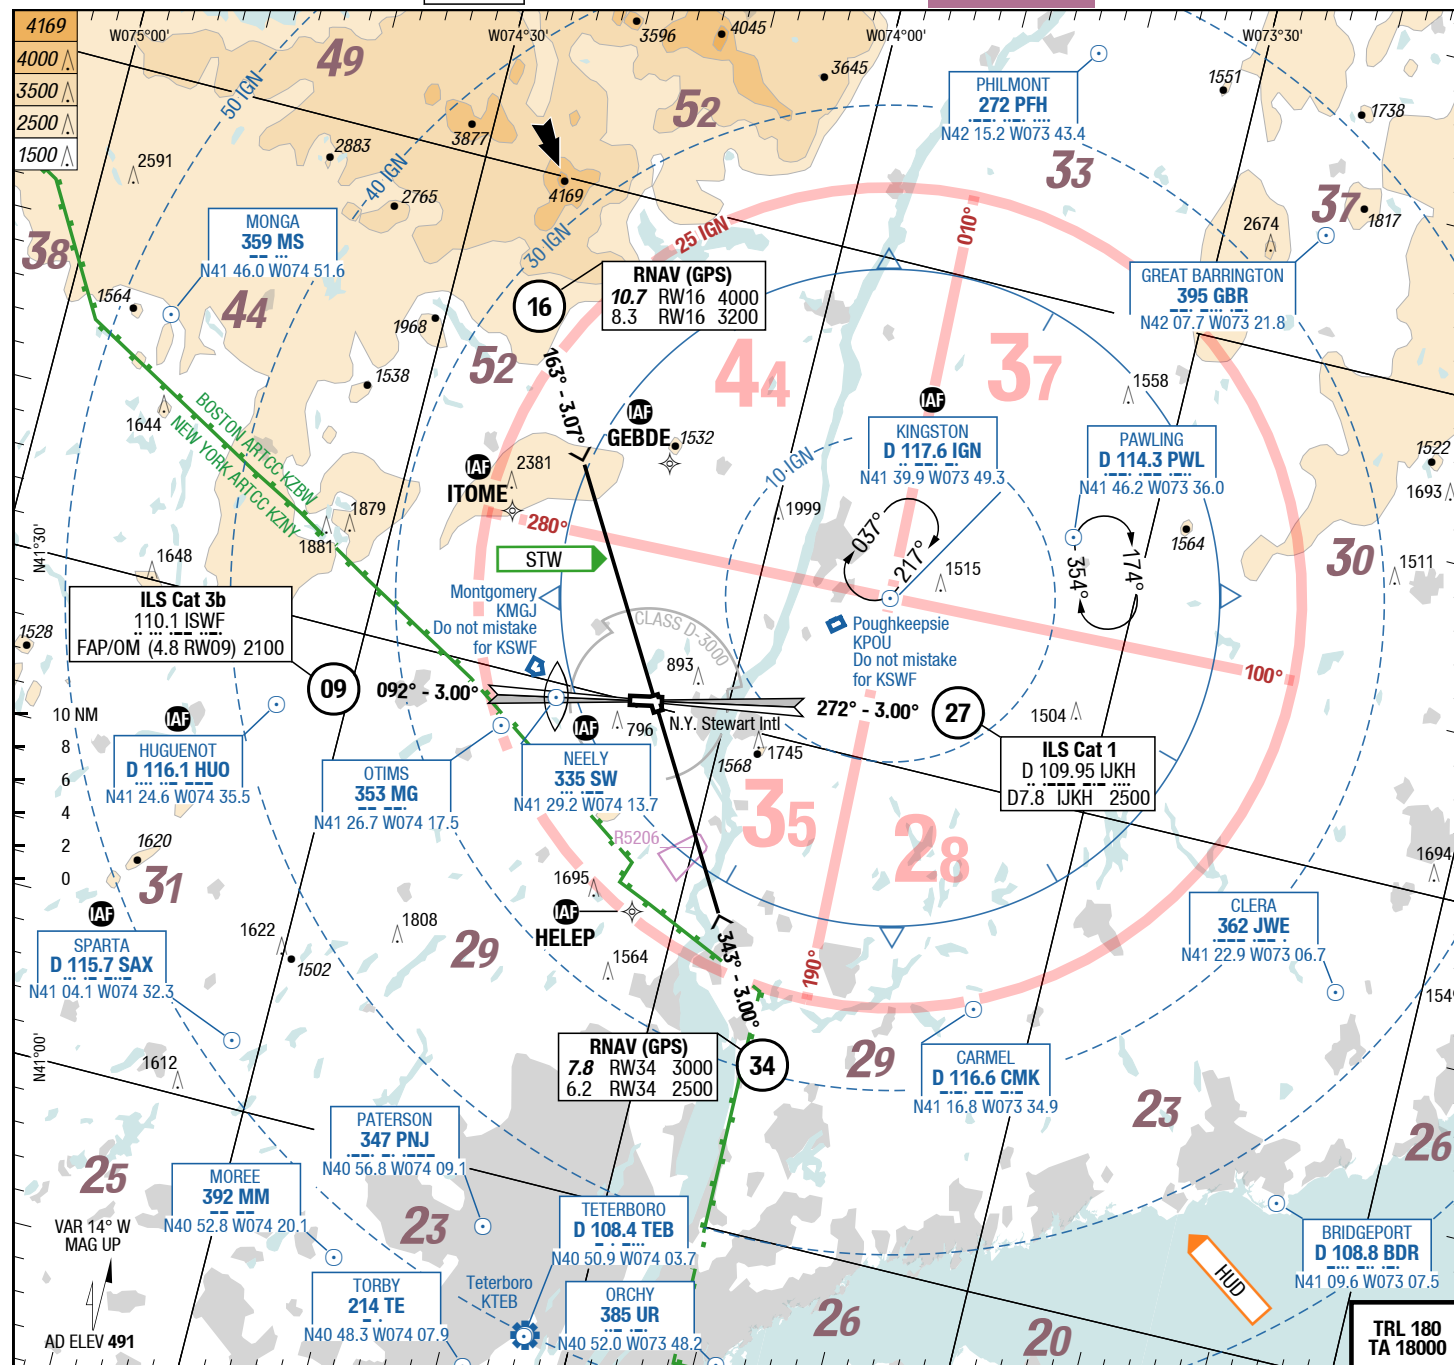 4169
4000
3500
2500
1500
W075°00'
W074°30'
W074°00'
W073°30'
49
52
33
37
38
44
52
31
29
25
23
29
23
26
26
20
30
44
37
35
28
3596
4045
3645
3877
4169
2883
2765
2591
1564
1968
1538
1644
1879
1881
1648
1528
1551
1738
1817
2674
1558
1522
1693
1511
1564
1504
1694
1549
1532
2381
1999
1515
893
796
1745
1568
1695
1564
1620
1622
1502
1808
1612
50 IGN
40 IGN
30 IGN
25 IGN
10 IGN
010°
280°
100°
190°
PHILMONT
272 PFH
N42 15.2 W073 43.4
MONGA
359 MS
N41 46.0 W074 51.6
GREAT BARRINGTON
395 GBR
N42 07.7 W073 21.8
RNAV (GPS)
10.7 RW16 4000
8.3 RW16 3200
16
163° - 3.07°
IAF
GEBDE
IAF
ITOME
IAF
KINGSTON
D 117.6 IGN
N41 39.9 W073 49.3
037°
217°
PAWLING
D 114.3 PWL
N41 46.2 W073 36.0
354°
174°
BOSTON ARTCC KZBW
NEW YORK ARTCC KZNY
STW
Montgomery
KMGJ
Do not mistake
for KSWF
CLASS D-3000
Poughkeepsie
KPOU
Do not mistake
for KSWF
N41°30'
ILS Cat 3b
110.1 ISWF
FAP/OM (4.8 RW09) 2100
09
092° - 3.00°
272° - 3.00°
27
N.Y. Stewart Intl
ILS Cat 1
D 109.95 IJKH
D7.8 IJKH 2500
10 NM
8
6
4
2
0
IAF
HUGUENOT
D 116.1 HUO
N41 24.6 W074 35.5
OTIMS
353 MG
N41 26.7 W074 17.5
IAF
NEELY
335 SW
N41 29.2 W074 13.7
R5206
IAF
HELEP
IAF
SPARTA
D 115.7 SAX
N41 04.1 W074 32.3
CLERA
362 JWE
N41 22.9 W073 06.7
343° - 3.00°
34
RNAV (GPS)
7.8 RW34 3000
6.2 RW34 2500
CARMEL
D 116.6 CMK
N41 16.8 W073 34.9
N41°00'
PATERSON
347 PNJ
N40 56.8 W074 09.1
MOREE
392 MM
N40 52.8 W074 20.1
TETERBORO
D 108.4 TEB
N40 50.9 W074 03.7
BRIDGEPORT
D 108.8 BDR
N41 09.6 W073 07.5
HUD
VAR 14° W
MAG UP
AD ELEV 491
TORBY
214 TE
N40 48.3 W074 07.9
Teterboro
KTEB
ORCHY
385 UR
N40 52.0 W073 48.2
TRL 180
TA 18000